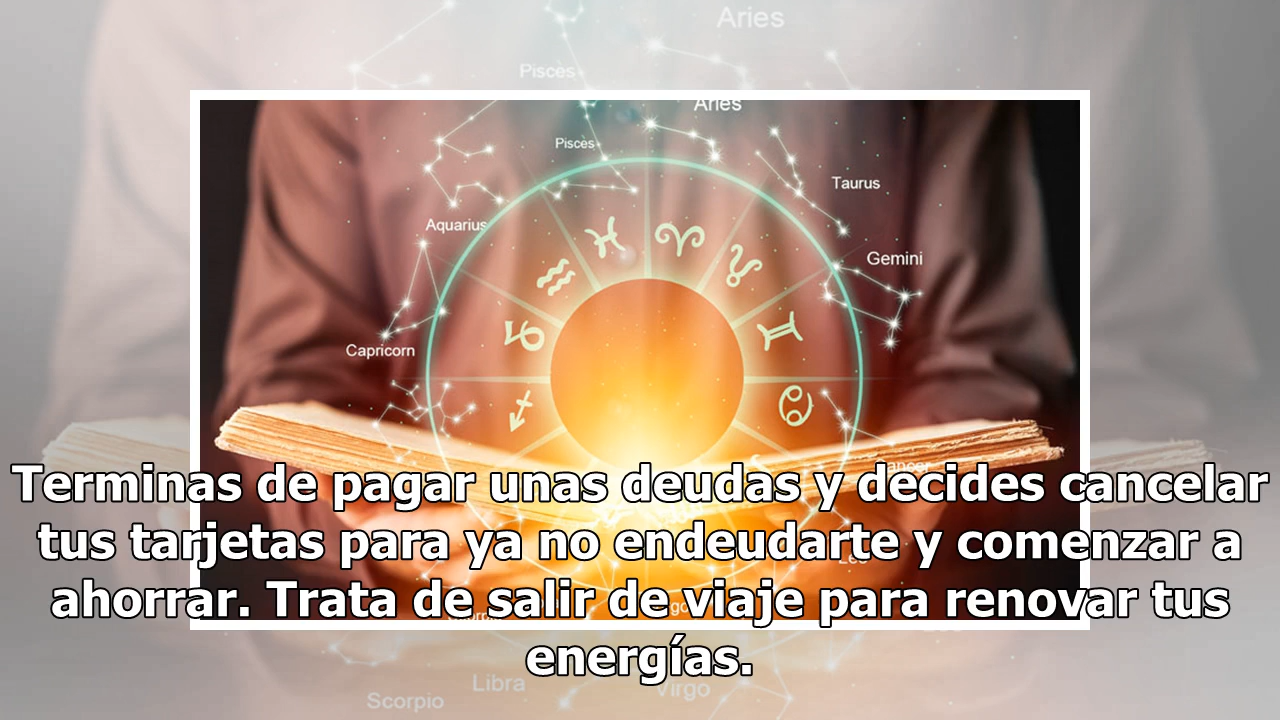 Aries
Pisces
Aries
Pisces
Taurus
Aquarius
Gemini
Capricorn
Terminas de pagar unas deudas y decides cancelar
tus tarjetas para ya no endeudarte y comenzar a
ahorrar. Trata de salir de viaje para renovar tus
energías.
Libra
Virgo
Scorpio